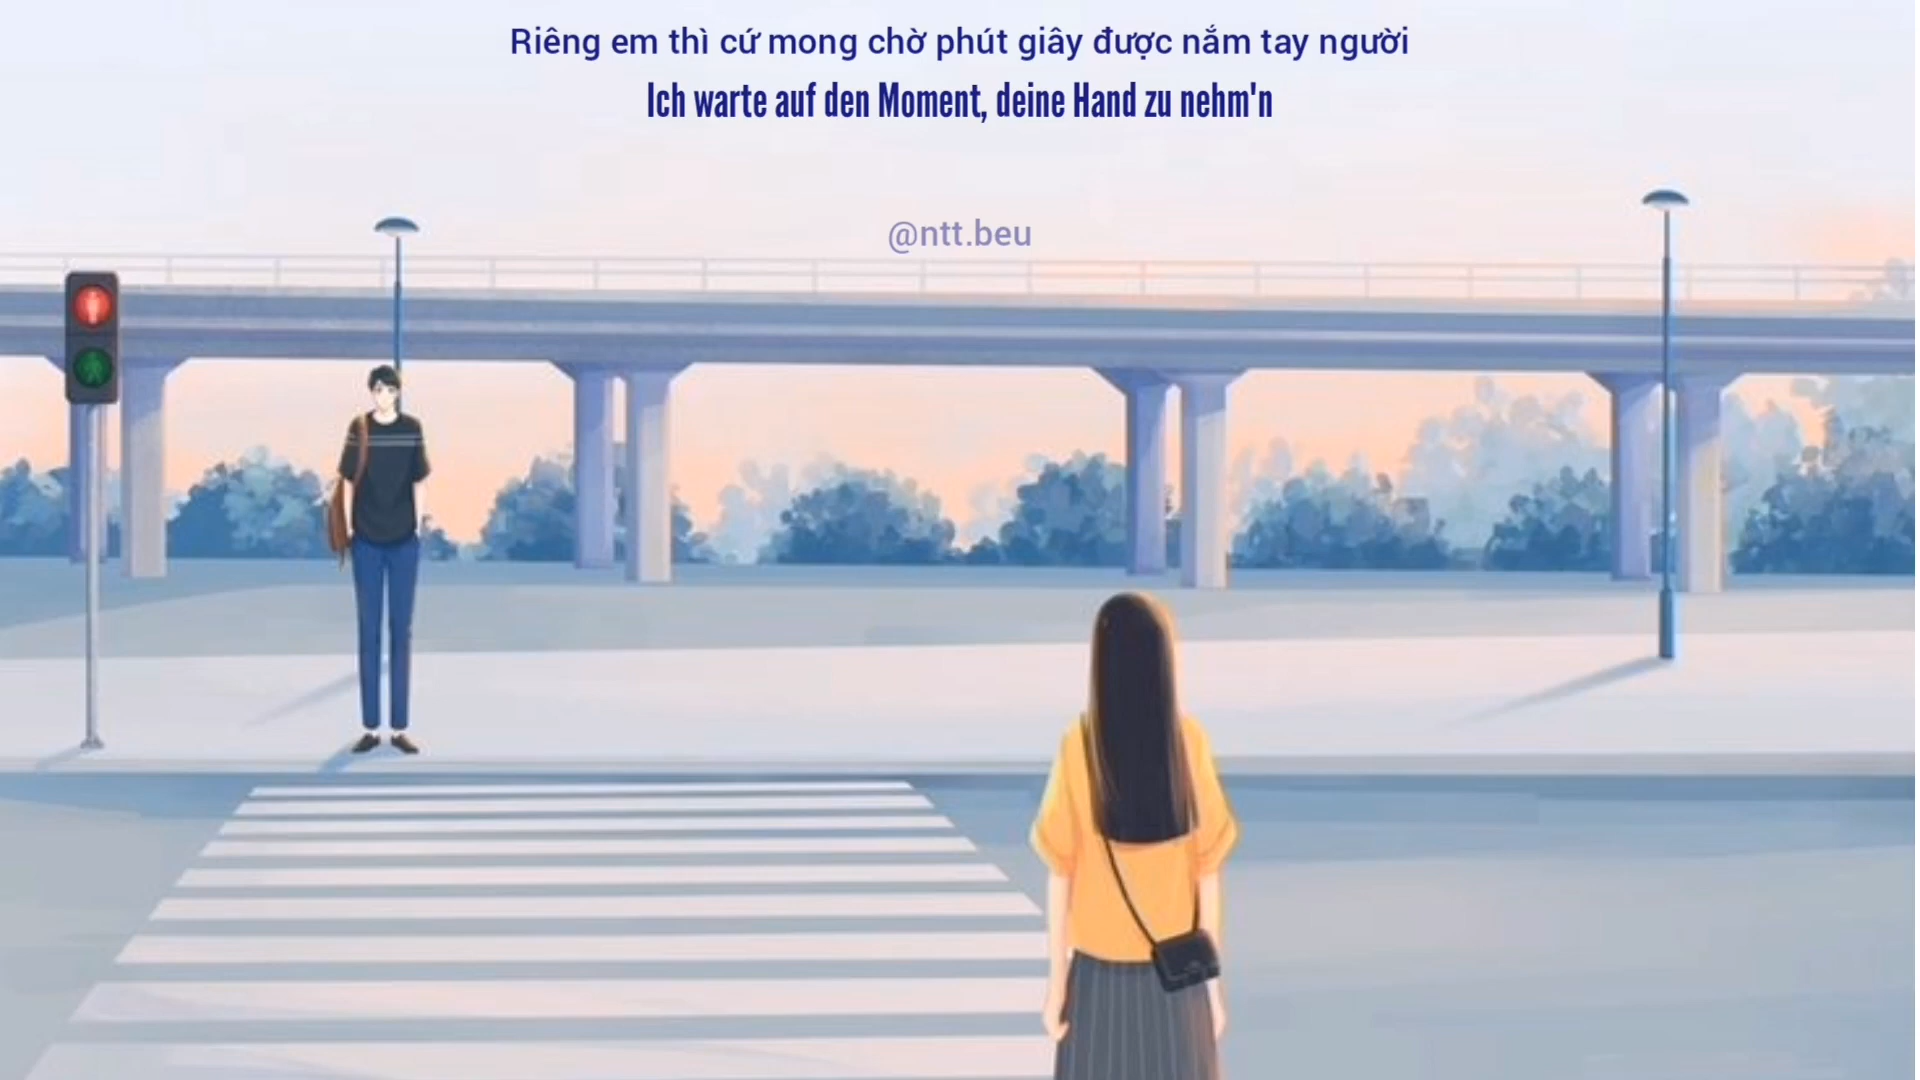 Riêng em thì cứ mong chờ phút giây được nắm tay người
Ich warte auf den Moment, deine Hand zu nehm'n
@ntt.beu